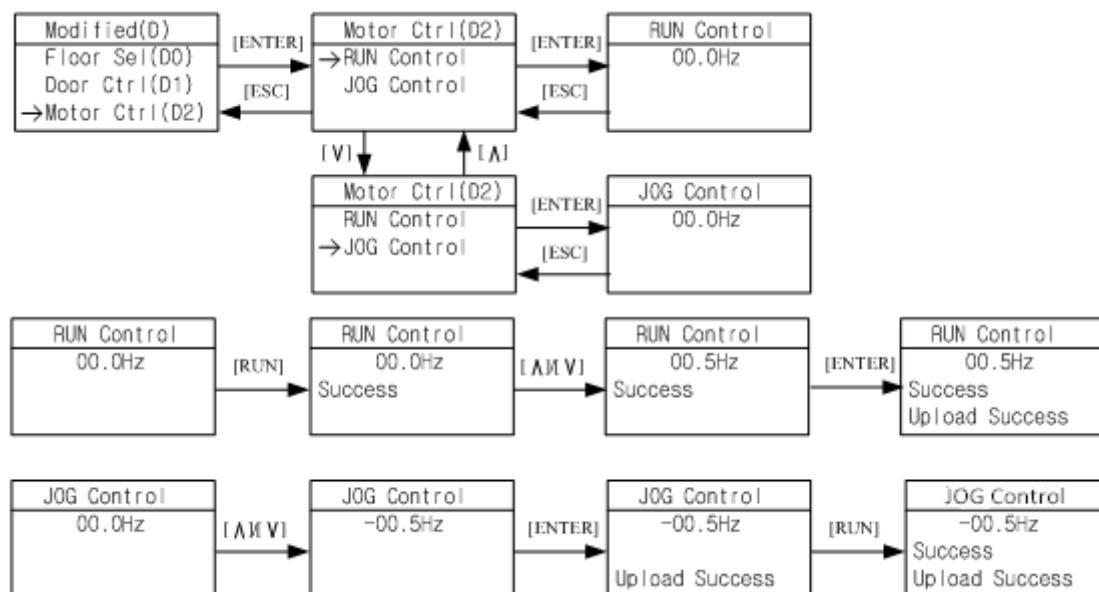 Modified(D)
Floor Sel(D0)
Door Ctrl(D1)
→Motor Ctrl(D2)
[ENTER]
[ESC]
Motor Ctrl(D2)
→RUN Control
JOG Control
[ENTER]
[ESC]
RUN Control
00.0Hz
[V]
[Λ]
Motor Ctrl(D2)
RUN Control
→JOG Control
[ENTER]
[ESC]
JOG Control
00.0Hz
RUN Control
00.0Hz
[RUN]
RUN Control
00.0Hz
Success
[Λ][V]
RUN Control
00.5Hz
Success
[ENTER]
RUN Control
00.5Hz
Success
Upload Success
JOG Control
00.0Hz
[Λ][V]
JOG Control
-00.5Hz
[ENTER]
JOG Control
-00.5Hz
Upload Success
[RUN]
JOG Control
-00.5Hz
Success
Upload Success